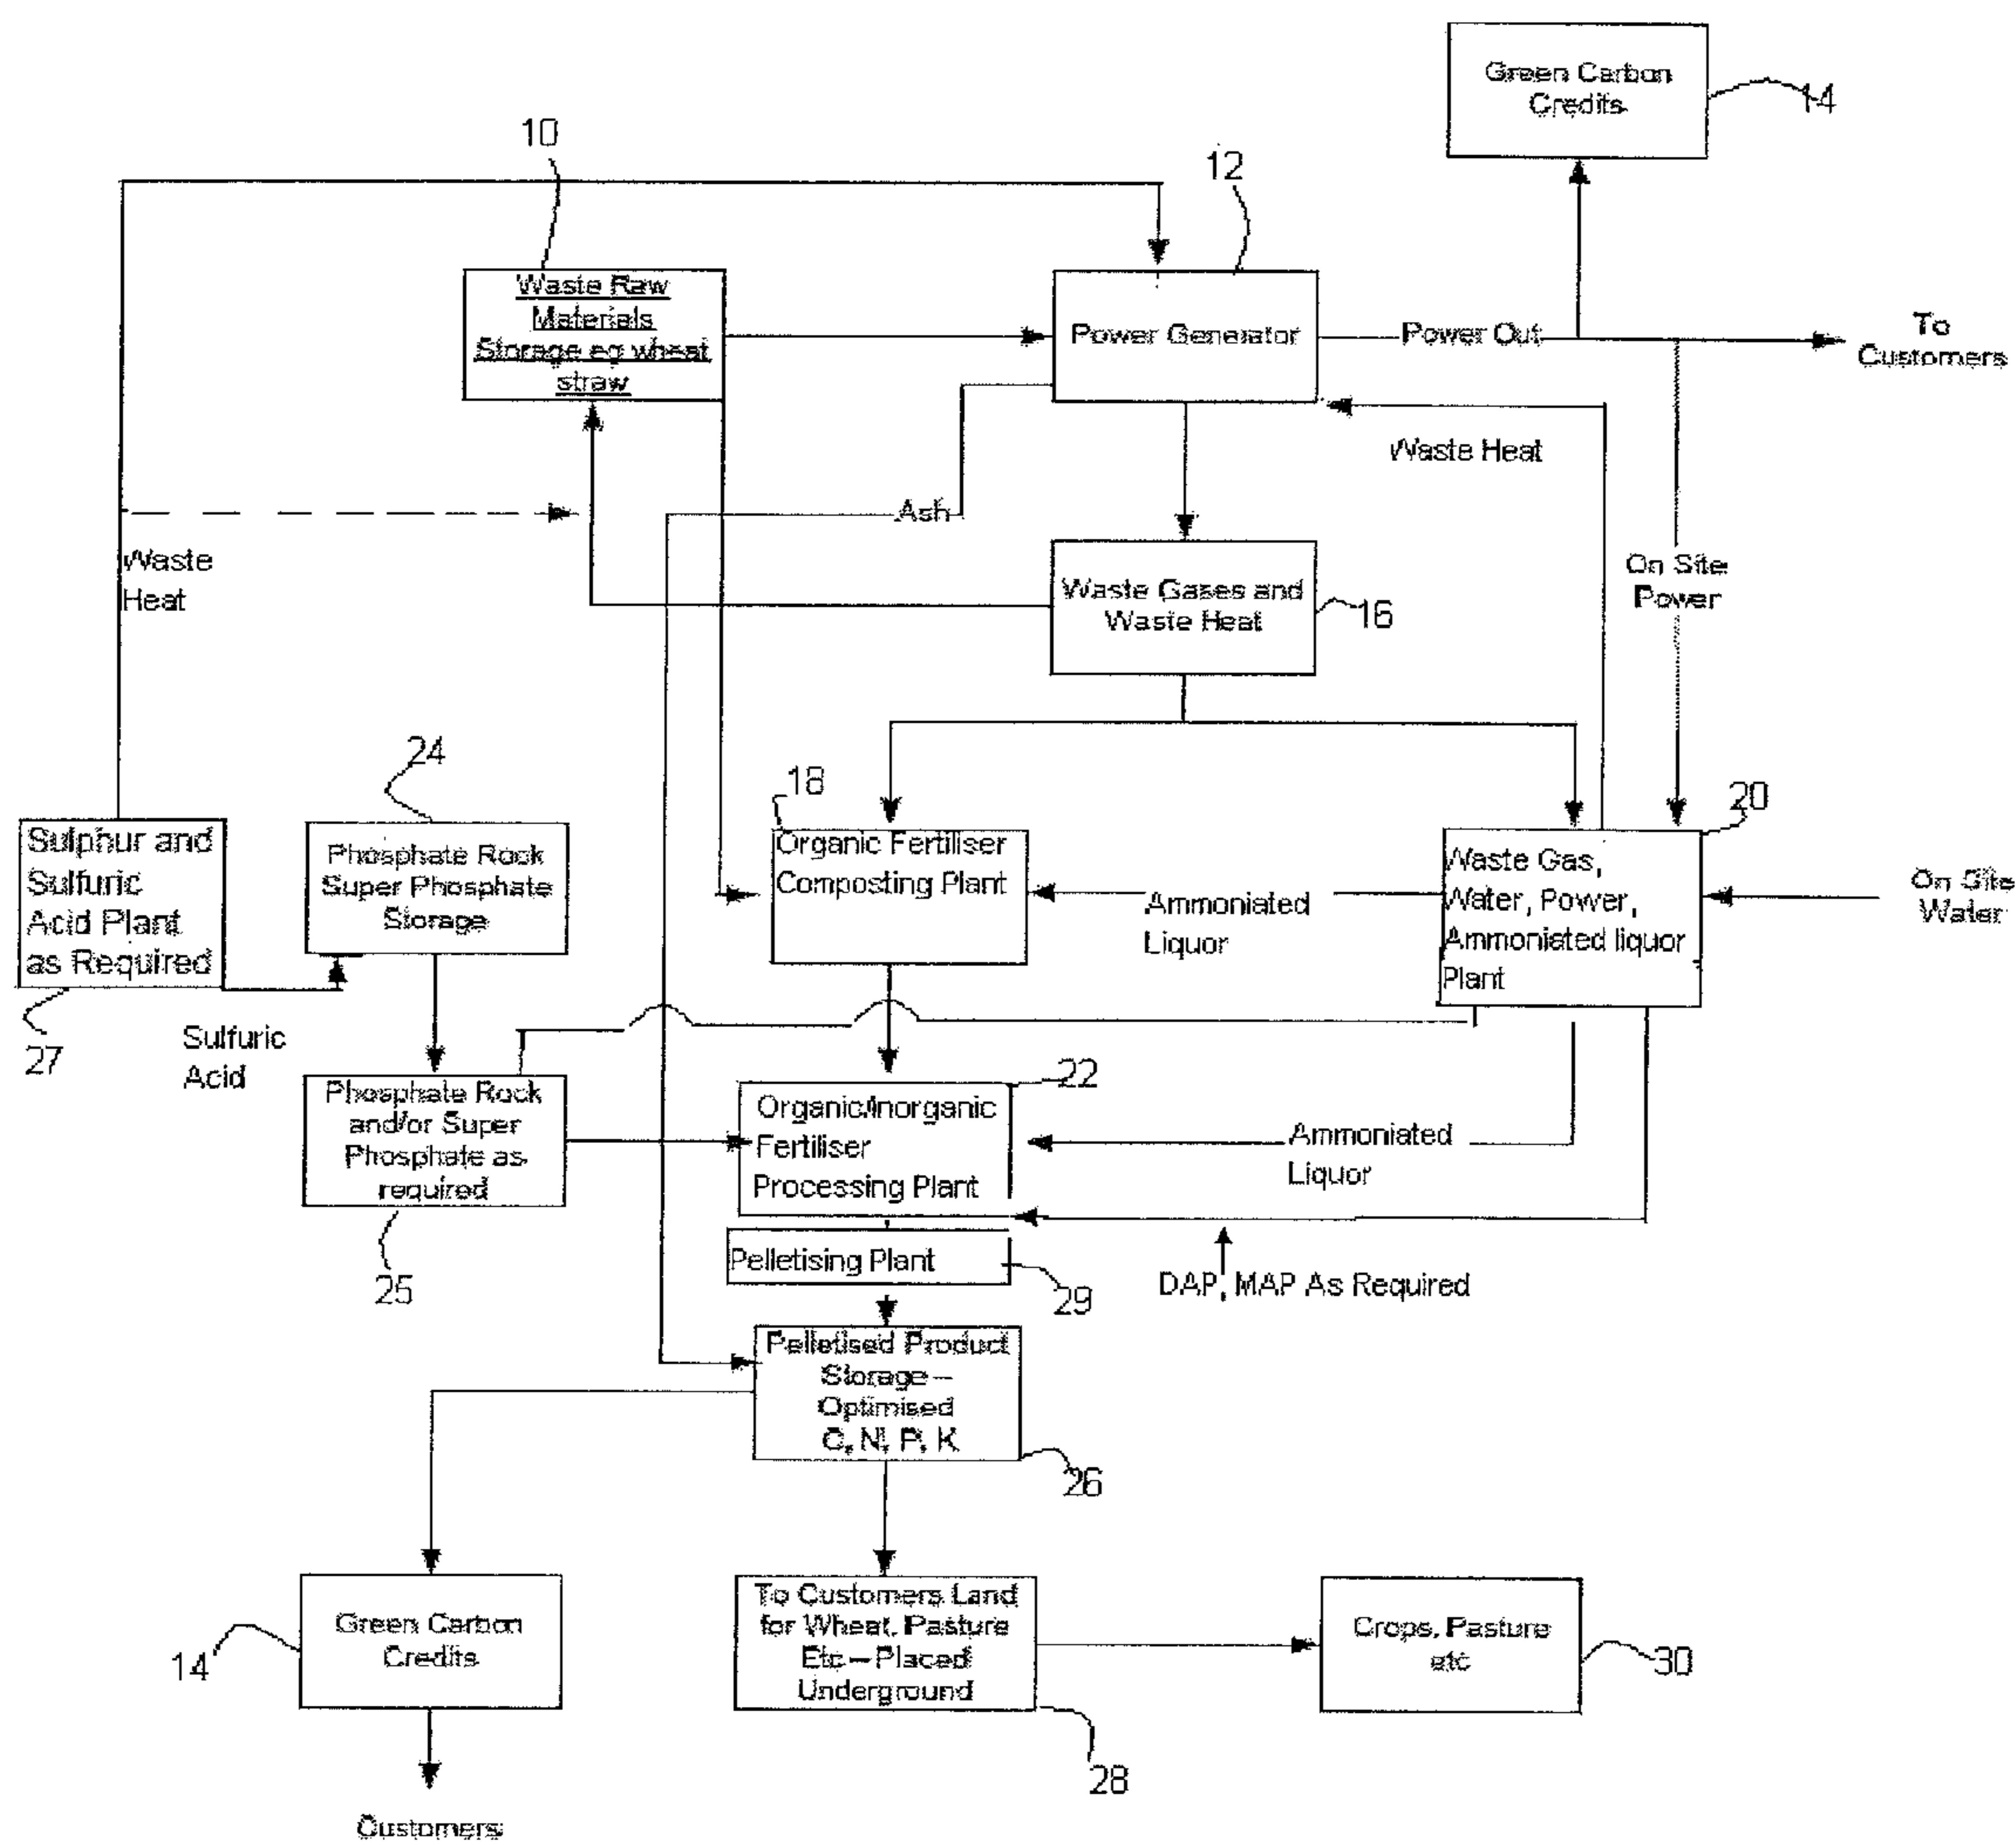 Green Carbon
Credits
14
10
12
Waste Raw
Materials
Storage eg wheat
straw
Power Generator
Power Out
To
Customers
Waste Heat
Ash
Waste
Heat
Waste Gases and
Waste Heat
16
On Site
Power
24
18
20
Sulphur and
Sulfuric
Acid Plant
as Required
Phosphate Rock
Super Phosphate
Storage
Organic Fertiliser
Composting Plant
Ammoniated
Liquor
Waste Gas,
Water, Power,
Ammoniated liquor
Plant
On Site
Water
27
Sulfuric
Acid
22
Phosphate Rock
and/or Super
Phosphate as
required
25
Organic/Inorganic
Fertiliser
Processing Plant
Ammoniated
Liquor
Pelletising Plant
29
DAP, MAP As Required
Pelletised Product
Storage –
Optimised
C, N, P, K
26
Green Carbon
Credits
14
To Customers Land
for Wheat, Pasture
Etc – Placed
Underground
28
Crops, Pasture
etc
30
Customers